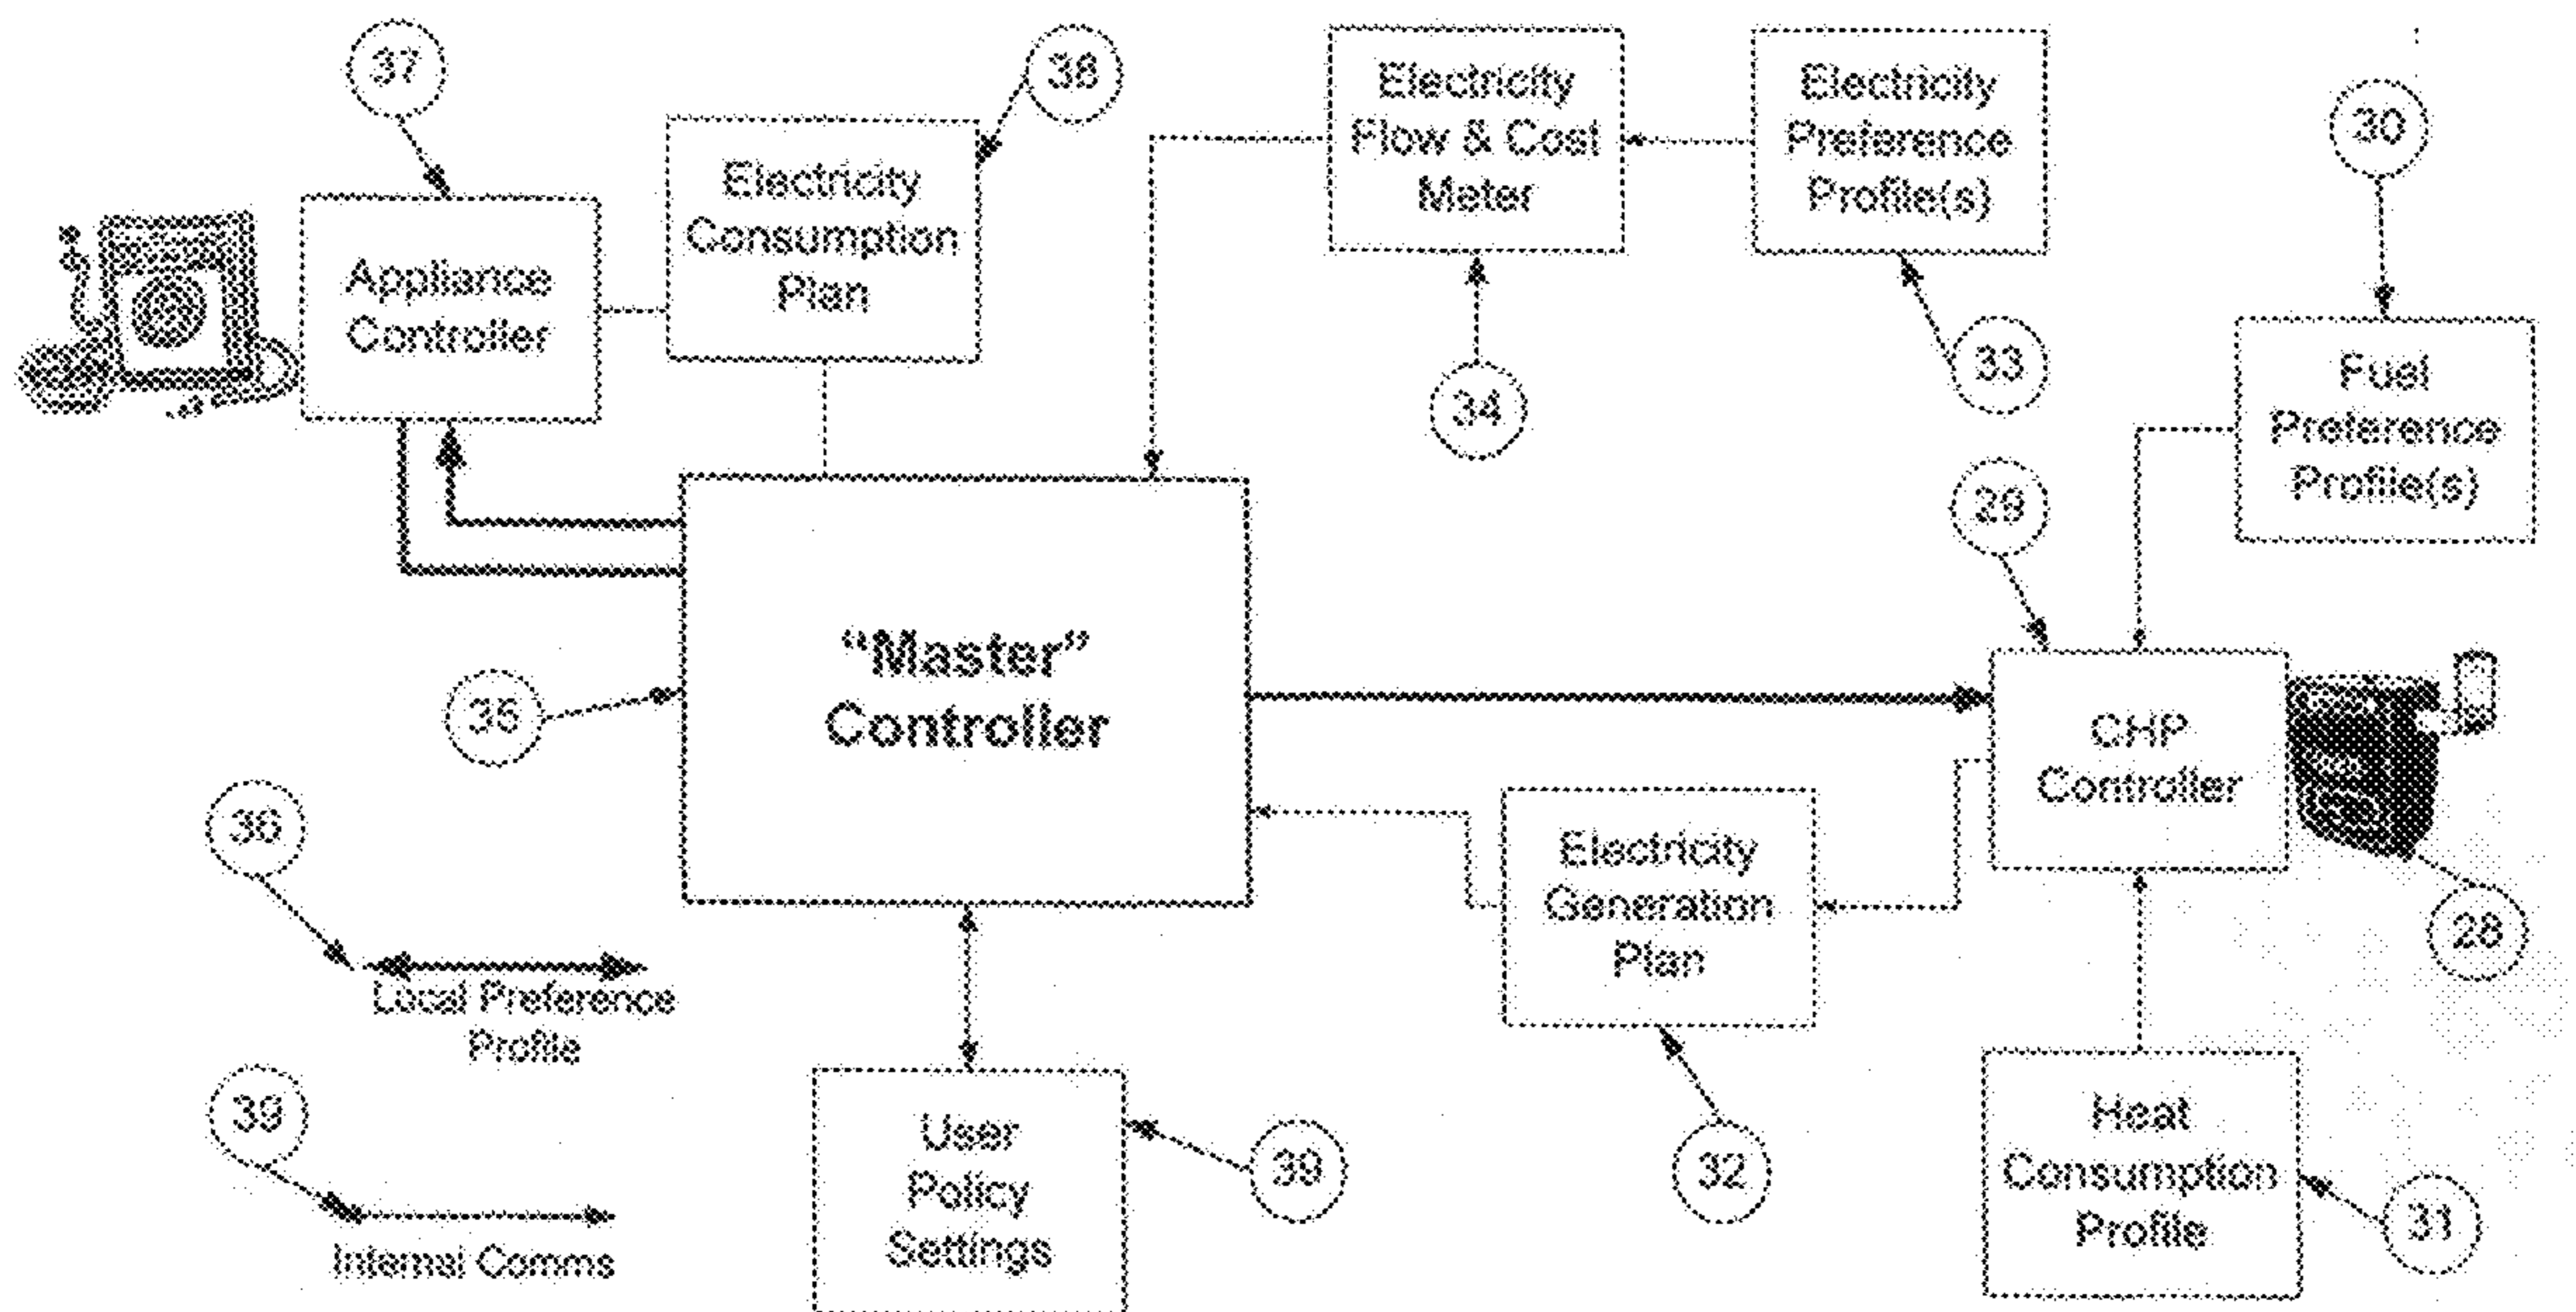 37
38
Electricity
Consumption
Plan
Appliance
Controller
Electricity
Flow & Cost
Meter
Electricity
Preference
Profile(s)
30
34
33
Fuel
Preference
Profile(s)
29
"Master"
Controller
35
CHP
Controller
28
36
Local Preference
Profile
Electricity
Generation
Plan
39
Internal Comms
User
Policy
Settings
39
32
Heat
Consumption
Profile
31